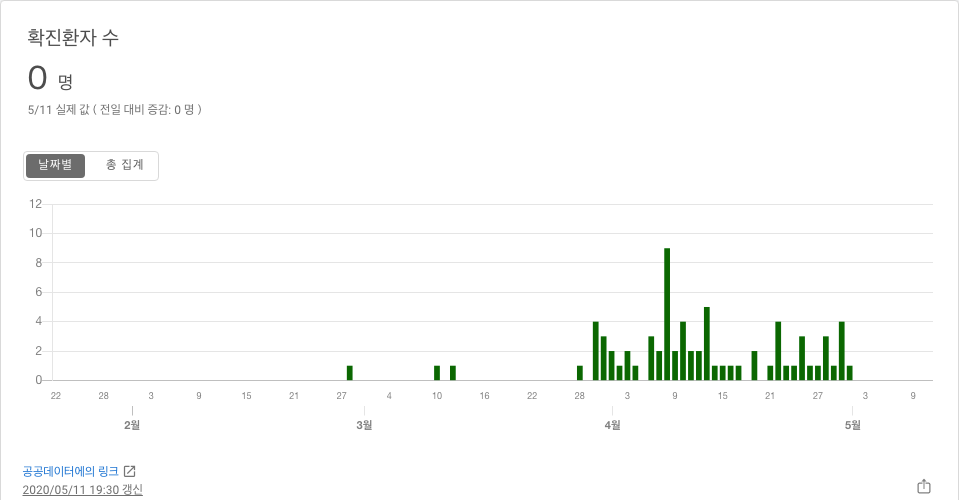 확진환자 수
0 명
5/11 실제 값 ( 전일 대비 증감: 0 명 )
날짜별 총 집계
12
10
8
6
4
2
0
22 28 3 9 15 21 27 4 10 16 22 28 3 9 15 21 27 3 9
2월 3월 4월 5월
공공데이터에의 링크
2020/05/11 19:30 갱신